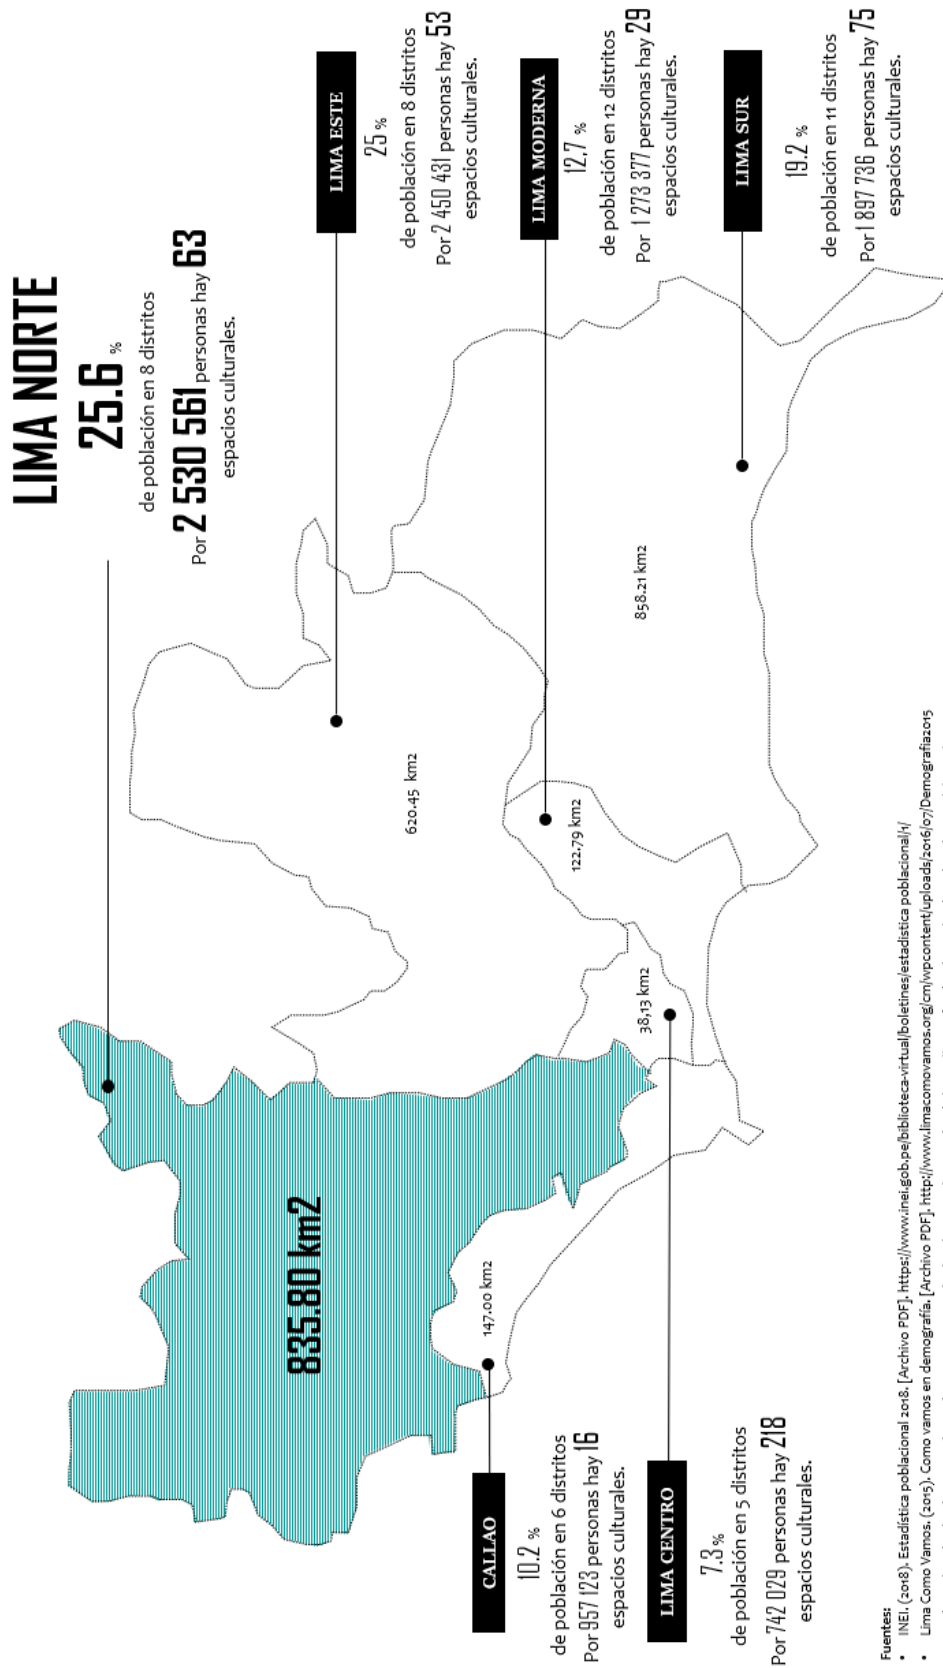 LIMA NORTE
25.6 %
de población en 8 distritos
Por 2 530 561 personas hay 63
espacios culturales.
LIMA ESTE
25 %
de población en 8 distritos
Por 2 450 431 personas hay 53
espacios culturales.
LIMA MODERNA
12,7 %
de población en 12 distritos
Por 1 273 377 personas hay 29
espacios culturales.
LIMA SUR
19.2 %
de población en 11 distritos
Por 1 897 736 personas hay 75
espacios culturales.
835.80 km2
620.45 km2
122.79 km2
858.21 km2
38,13 km2
147.00 km2
CALLAO
10.2 %
de población en 6 distritos
Por 957 123 personas hay 16
espacios culturales.
LIMA CENTRO
7.3 %
de población en 5 distritos
Por 742 029 personas hay 218
espacios culturales.
Fuentes:
• INEI. (2018). Estadística poblacional 2018. [Archivo PDF]. https://www.inei.gob.pe/biblioteca-virtual/boletines/estadistica poblacional/1/
• Lima Como Vamos. (2015). Como vamos en demografía. [Archivo PDF]. http://www.limacomovamos.org/cm/wpcontent/uploads/2016/07/Demografia2015